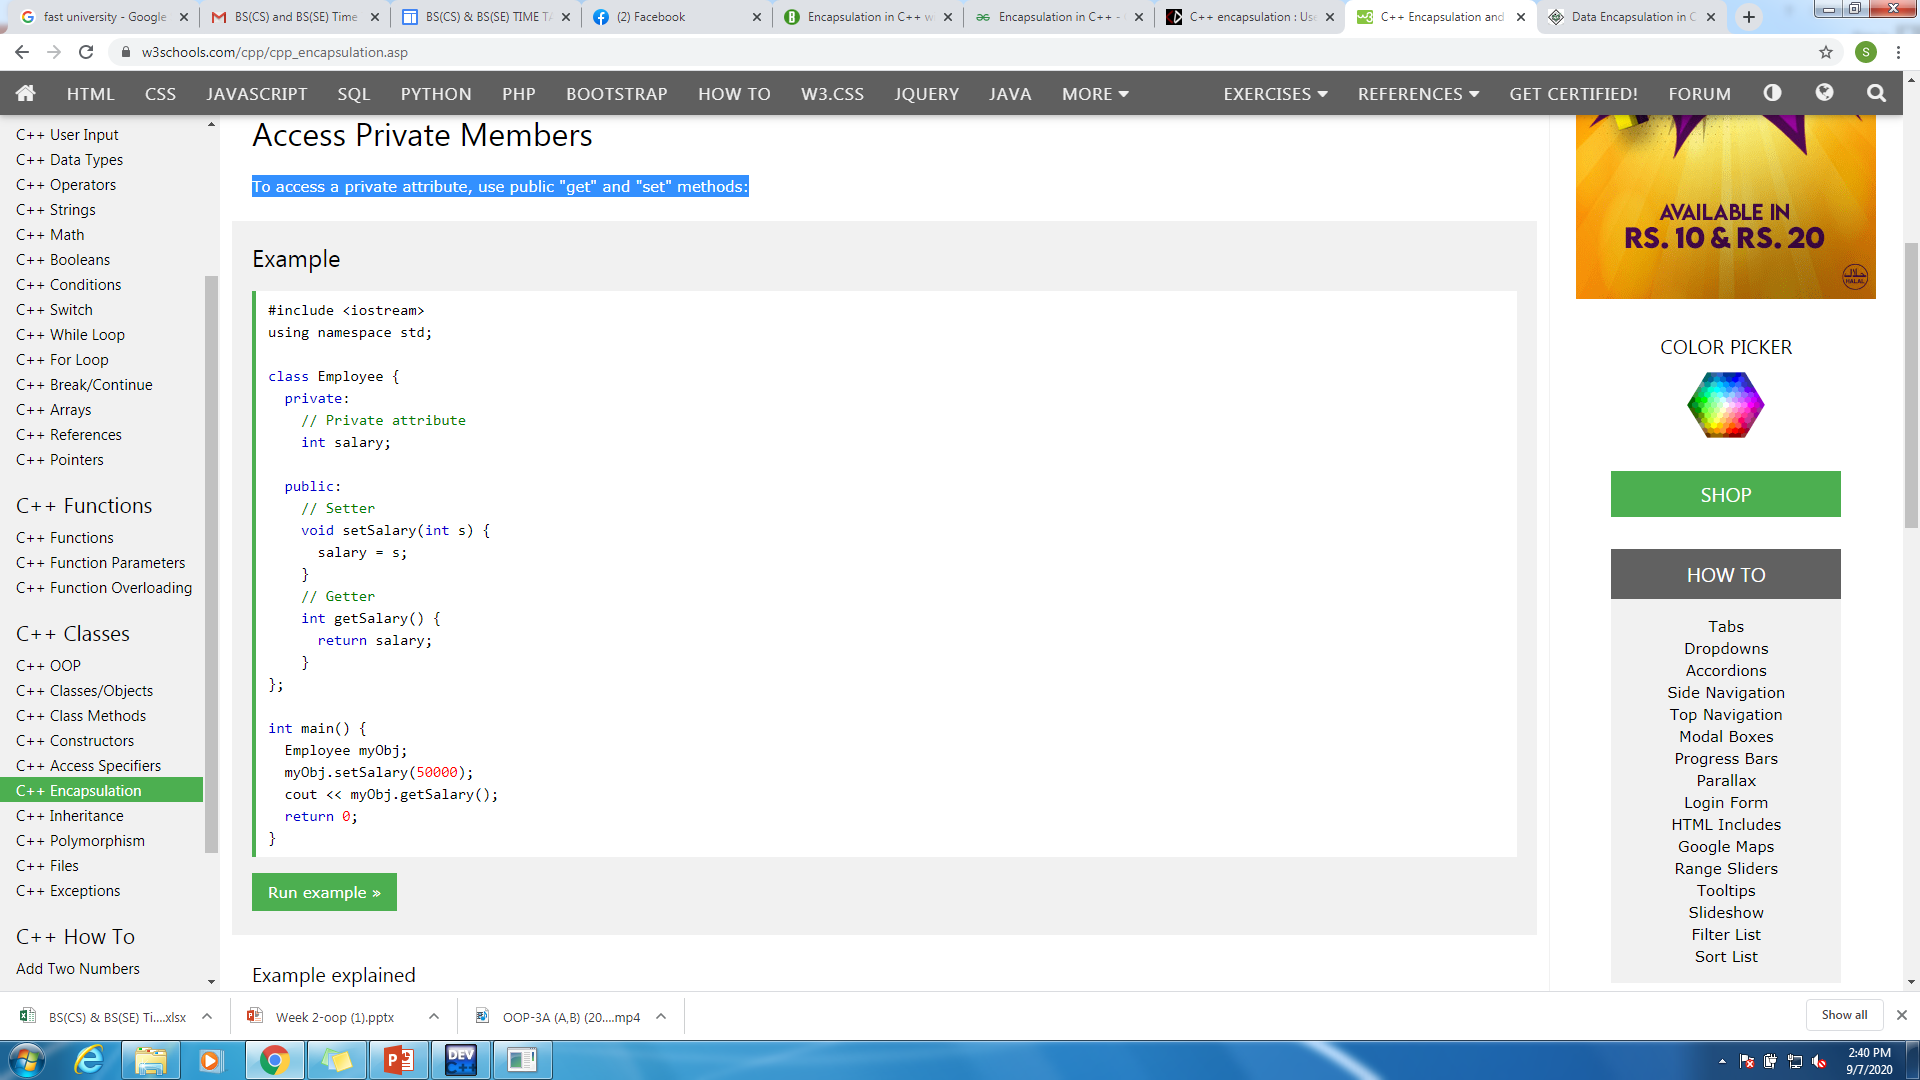 fast university - Google
BS(CS) and BS(SE) Time
BS(CS) & BS(SE) TIME TA
(2) Facebook
Encapsulation in C++ w
Encapsulation in C++ -
C++ encapsulation : Use
C++ Encapsulation and
Data Encapsulation in C
w3schools.com/cpp/cpp_encapsulation.asp
S
HTML CSS JAVASCRIPT SQL PYTHON PHP BOOTSTRAP HOW TO W3.CSS JQUERY JAVA MORE EXERCISES REFERENCES GET CERTIFIED! FORUM
C++ User Input
C++ Data Types
C++ Operators
C++ Strings
C++ Math
C++ Booleans
C++ Conditions
C++ Switch
C++ While Loop
C++ For Loop
C++ Break/Continue
C++ Arrays
C++ References
C++ Pointers
C++ Functions
C++ Functions
C++ Function Parameters
C++ Function Overloading
C++ Classes
C++ OOP
C++ Classes/Objects
C++ Class Methods
C++ Constructors
C++ Access Specifiers
C++ Encapsulation
C++ Inheritance
C++ Polymorphism
C++ Files
C++ Exceptions
C++ How To
Add Two Numbers
Access Private Members
To access a private attribute, use public "get" and "set" methods:
Example
#include <iostream>
using namespace std;
class Employee {
private:
// Private attribute
int salary;
public:
// Setter
void setSalary(int s) {
salary = s;
}
// Getter
int getSalary() {
return salary;
}
};
int main() {
Employee myObj;
myObj.setSalary(50000);
cout << myObj.getSalary();
return 0;
}
Run example »
Example explained
AVAILABLE IN
RS. 10 & RS. 20
HALAL
COLOR PICKER
SHOP
HOW TO
Tabs
Dropdowns
Accordions
Side Navigation
Top Navigation
Modal Boxes
Progress Bars
Parallax
Login Form
HTML Includes
Google Maps
Range Sliders
Tooltips
Slideshow
Filter List
Sort List
BS(CS) & BS(SE) Ti....xlsx
Week 2-oop (1).pptx
OOP-3A (A,B) (20....mp4
Show all
DEV C++
2:40 PM
9/7/2020